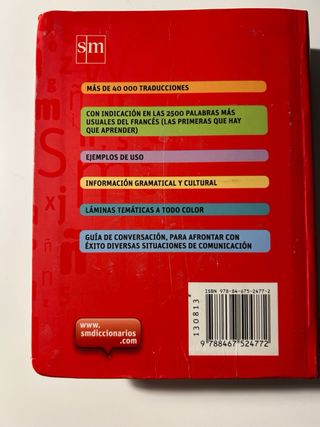 sm
MÁS DE 40 000 TRADUCCIONES
CON INDICACIÓN EN LAS 2500 PALABRAS MÁS
USUALES DEL FRANCÉS (LAS PRIMERAS QUE HAY
QUE APRENDER)
EJEMPLOS DE USO
INFORMACIÓN GRAMATICAL Y CULTURAL
LÁMINAS TEMÁTICAS A TODO COLOR
GUÍA DE CONVERSACIÓN, PARA AFRONTAR CON
ÉXITO DIVERSAS SITUACIONES DE COMUNICACIÓN
www.
smdiccionarios
.com
ISBN 978-84-675-2477-2
130813
9 788467 524772